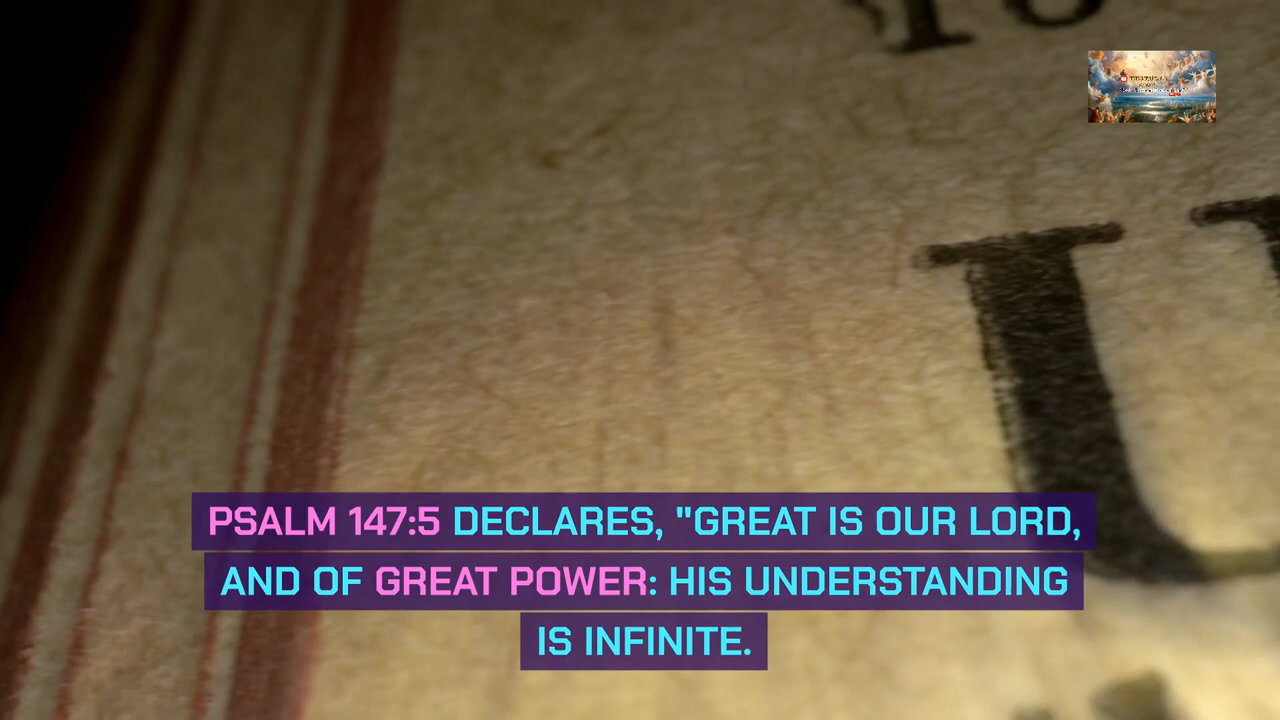 PSALM 147:5 DECLARES, "GREAT IS OUR LORD,
AND OF GREAT POWER: HIS UNDERSTANDING
IS INFINITE.